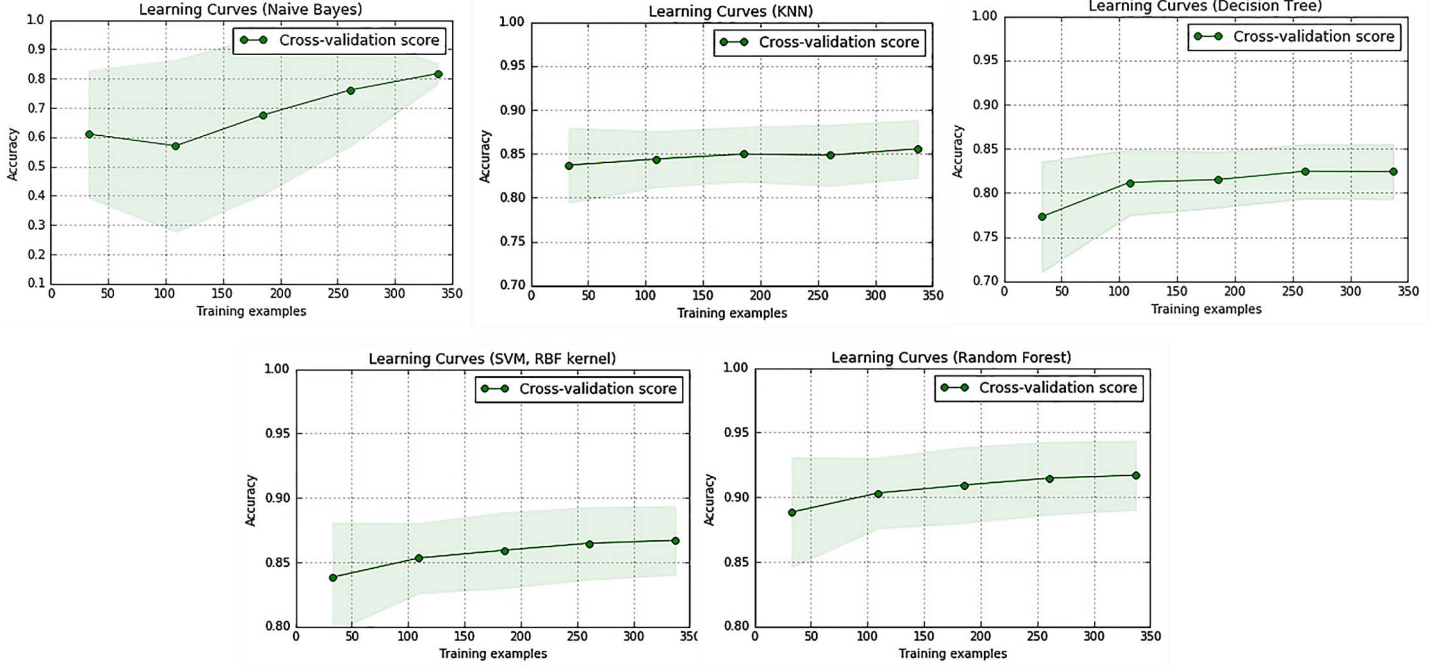 Learning Curves (Naive Bayes)
Cross-validation score
Accuracy
1.0
0.9
0.8
0.7
0.6
0.5
0.4
0.3
0.2
0.1
0 50 100 150 200 250 300 350
Training examples
Learning Curves (KNN)
Cross-validation score
Accuracy
1.00
0.95
0.90
0.85
0.80
0.75
0.70
0 50 100 150 200 250 300 350
Training examples
Learning Curves (Decision Tree)
Cross-validation score
Accuracy
1.00
0.95
0.90
0.85
0.80
0.75
0.70
0 50 100 150 200 250 300 350
Training examples
Learning Curves (SVM, RBF kernel)
Cross-validation score
Accuracy
1.00
0.95
0.90
0.85
0.80
0 50 100 150 200 250 300 350
Training examples
Learning Curves (Random Forest)
Cross-validation score
Accuracy
1.00
0.95
0.90
0.85
0.80
0 50 100 150 200 250 300 350
Training examples